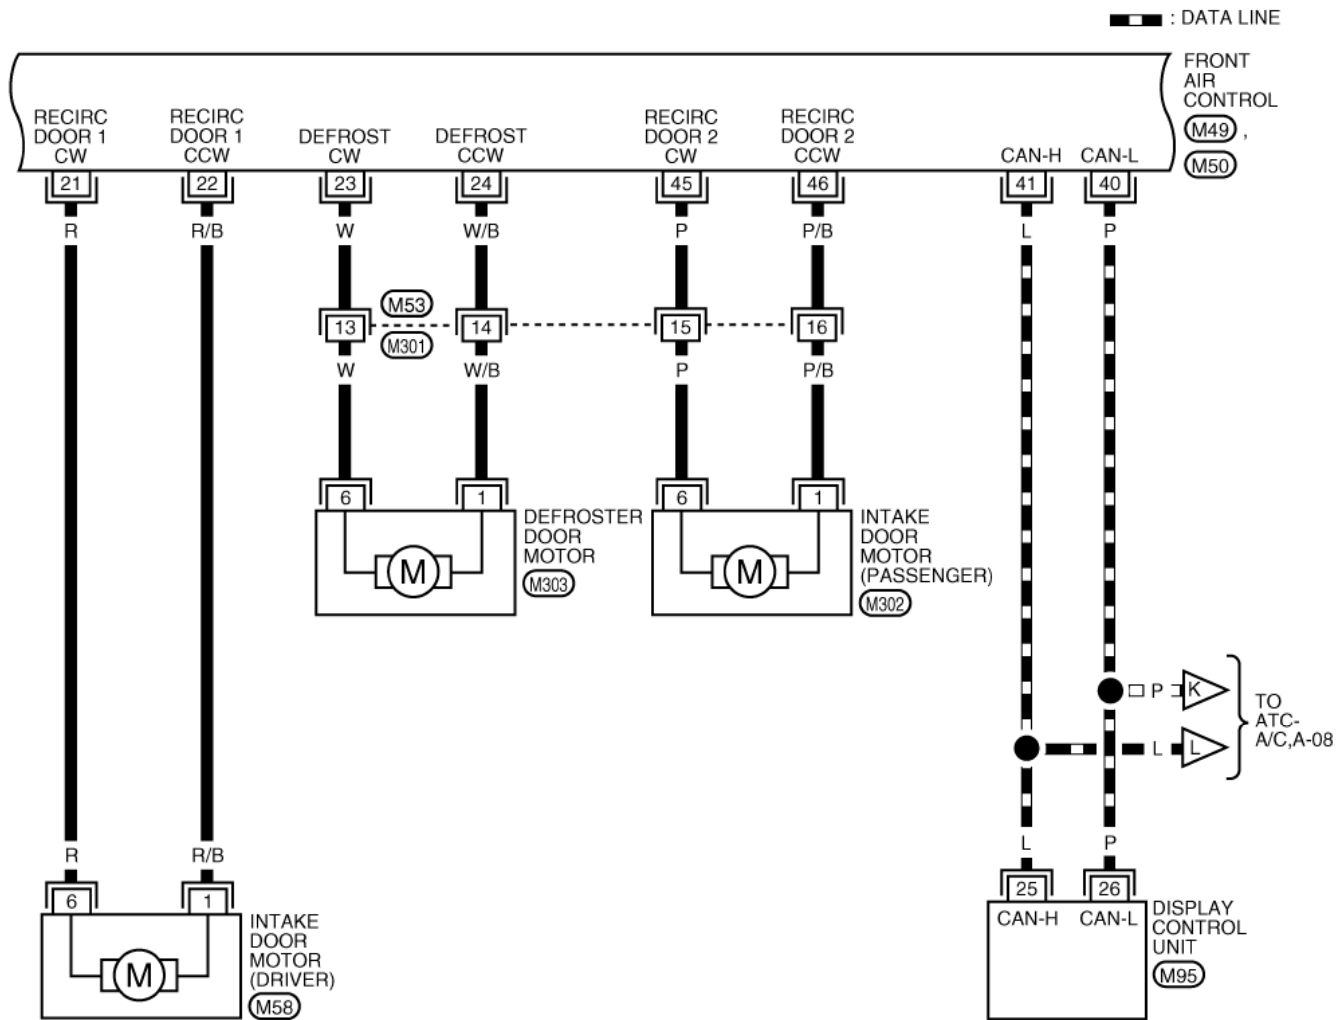 : DATA LINE
FRONT
AIR
CONTROL
M49 ,
M50
RECIRC
DOOR 1
CW
RECIRC
DOOR 1
CCW
DEFROST
CW
DEFROST
CCW
RECIRC
DOOR 2
CW
RECIRC
DOOR 2
CCW
CAN-H
CAN-L
21 22 23 24 45 46 41 40
R R/B W W/B P P/B L P
M53
13 14 15 16
M301
W W/B P P/B
6 1 6 1
DEFROSTER
DOOR
MOTOR
M303
M
INTAKE
DOOR
MOTOR
(PASSENGER)
M302
M
P K
L L
TO
ATC-
A/C,A-08
R R/B L P
6 1 25 26
INTAKE
DOOR
MOTOR
(DRIVER)
M58
M
CAN-H CAN-L
DISPLAY
CONTROL
UNIT
M95